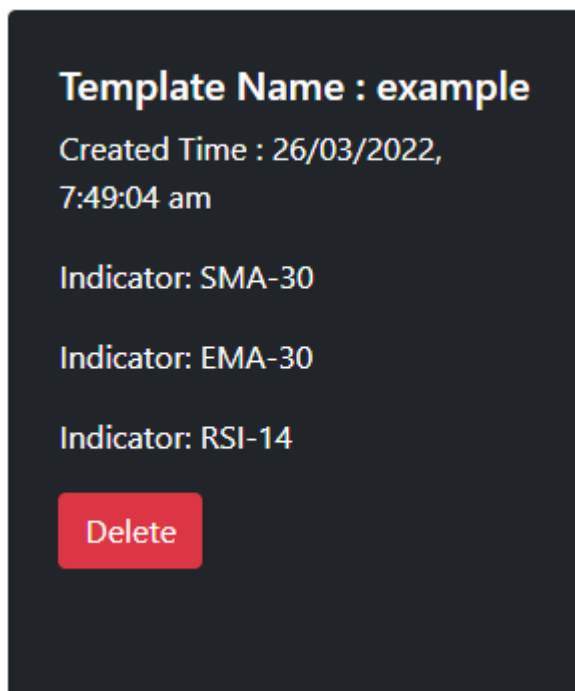 Template Name : example
Created Time : 26/03/2022,
7:49:04 am
Indicator: SMA-30
Indicator: EMA-30
Indicator: RSI-14
Delete